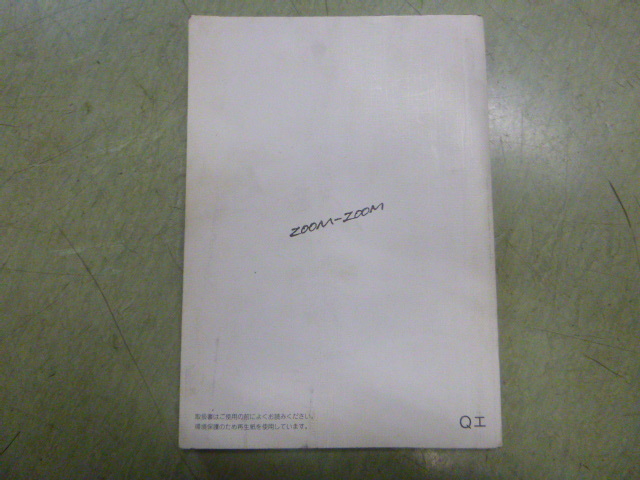 ZOOM-ZOOM
取扱書はご使用の前によくお読みください。
環境保護のため再生紙を使用しています。
Qエ